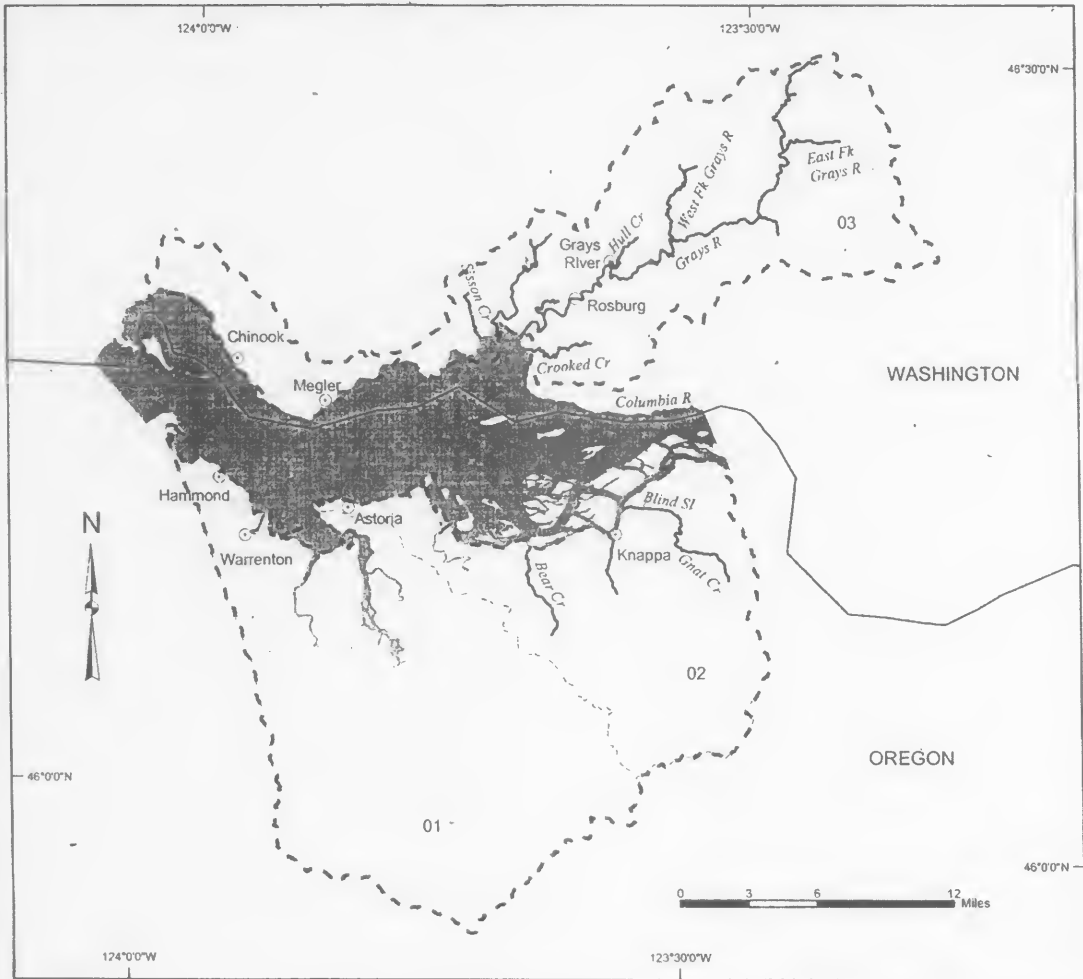 124°0'0"W
123°30'0"W
46°30'0"N
East Fk
Grays R
West Fk Grays R
03
Hull Cr
Grays
River
Grays R
Sisson Cr
Rosburg
Chinook
Crooked Cr
WASHINGTON
Megler
Columbia R
Hammond
Blind Sl
Astoria
N
Warrenton
Knappa
Gnat Cr
Bear Cr
02
OREGON
46°0'0"N
01
46°0'0"N
0 3 6 12
Miles
124°0'0"W
123°30'0"W